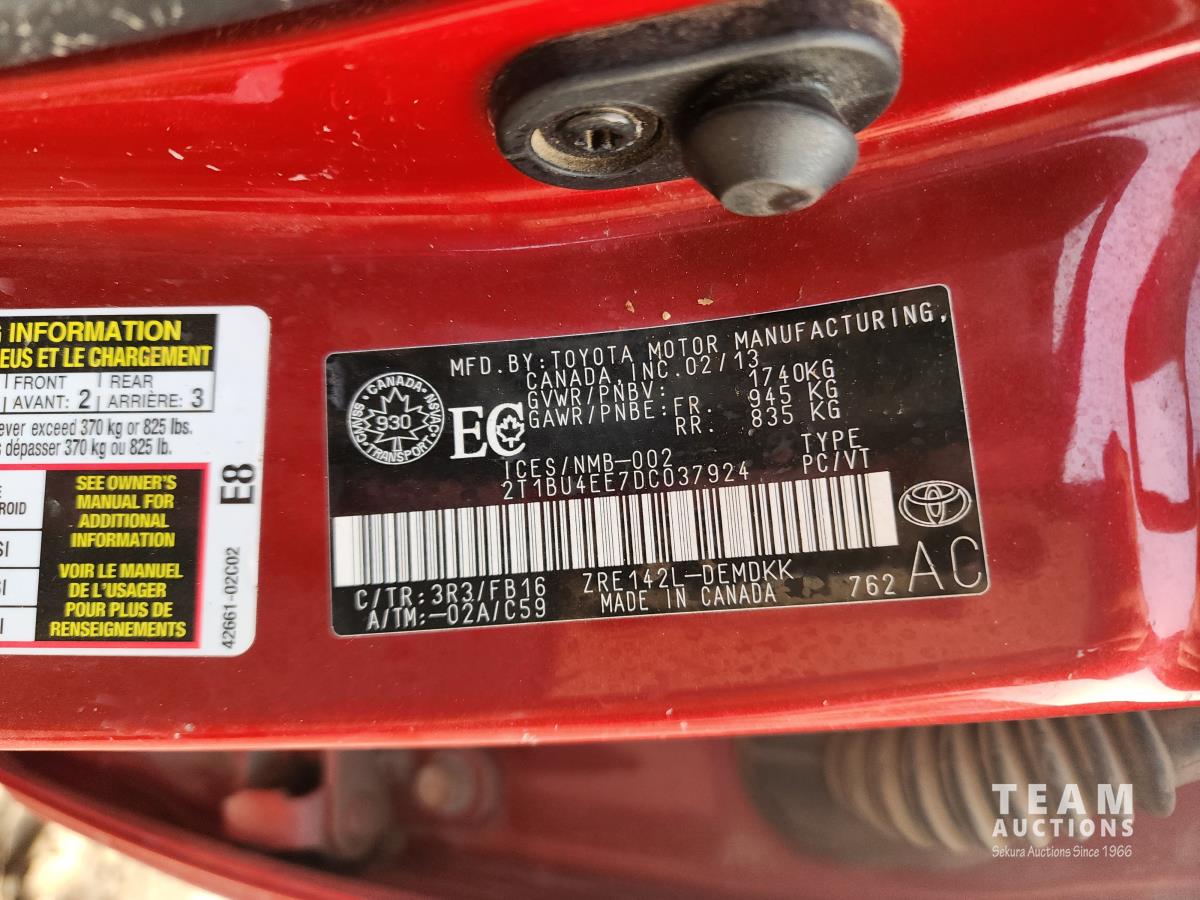 INFORMATION
EUS ET LE CHARGEMENT
FRONT REAR
AVANT: 2 ARRIÈRE: 3
ever exceed 370 kg or 825 lbs.
dépasser 370 kg ou 825 lb.
SEE OWNER'S
MANUAL FOR
ADDITIONAL
INFORMATION
VOIR LE MANUEL
DE L'USAGER
POUR PLUS DE
RENSEIGNEMENTS
E8
42661-02C02
MFD.BY:TOYOTA MOTOR MANUFACTURING,
CANADA, INC.02/13
GVWR/PNBV: 1740KG
GAWR/PNBE:FR. 945 KG
RR. 835 KG
CANADA
930
TRANSPORT
EC
ICES/NMB-002 TYPE
2T1BU4EE7DC037924 PC/VT
C/TR:3R3/FB16 ZRE142L-DEMDKK
A/TM:-02A/C59 MADE IN CANADA 762 AC
TEAM
AUCTIONS
Sekura Auctions Since 1966